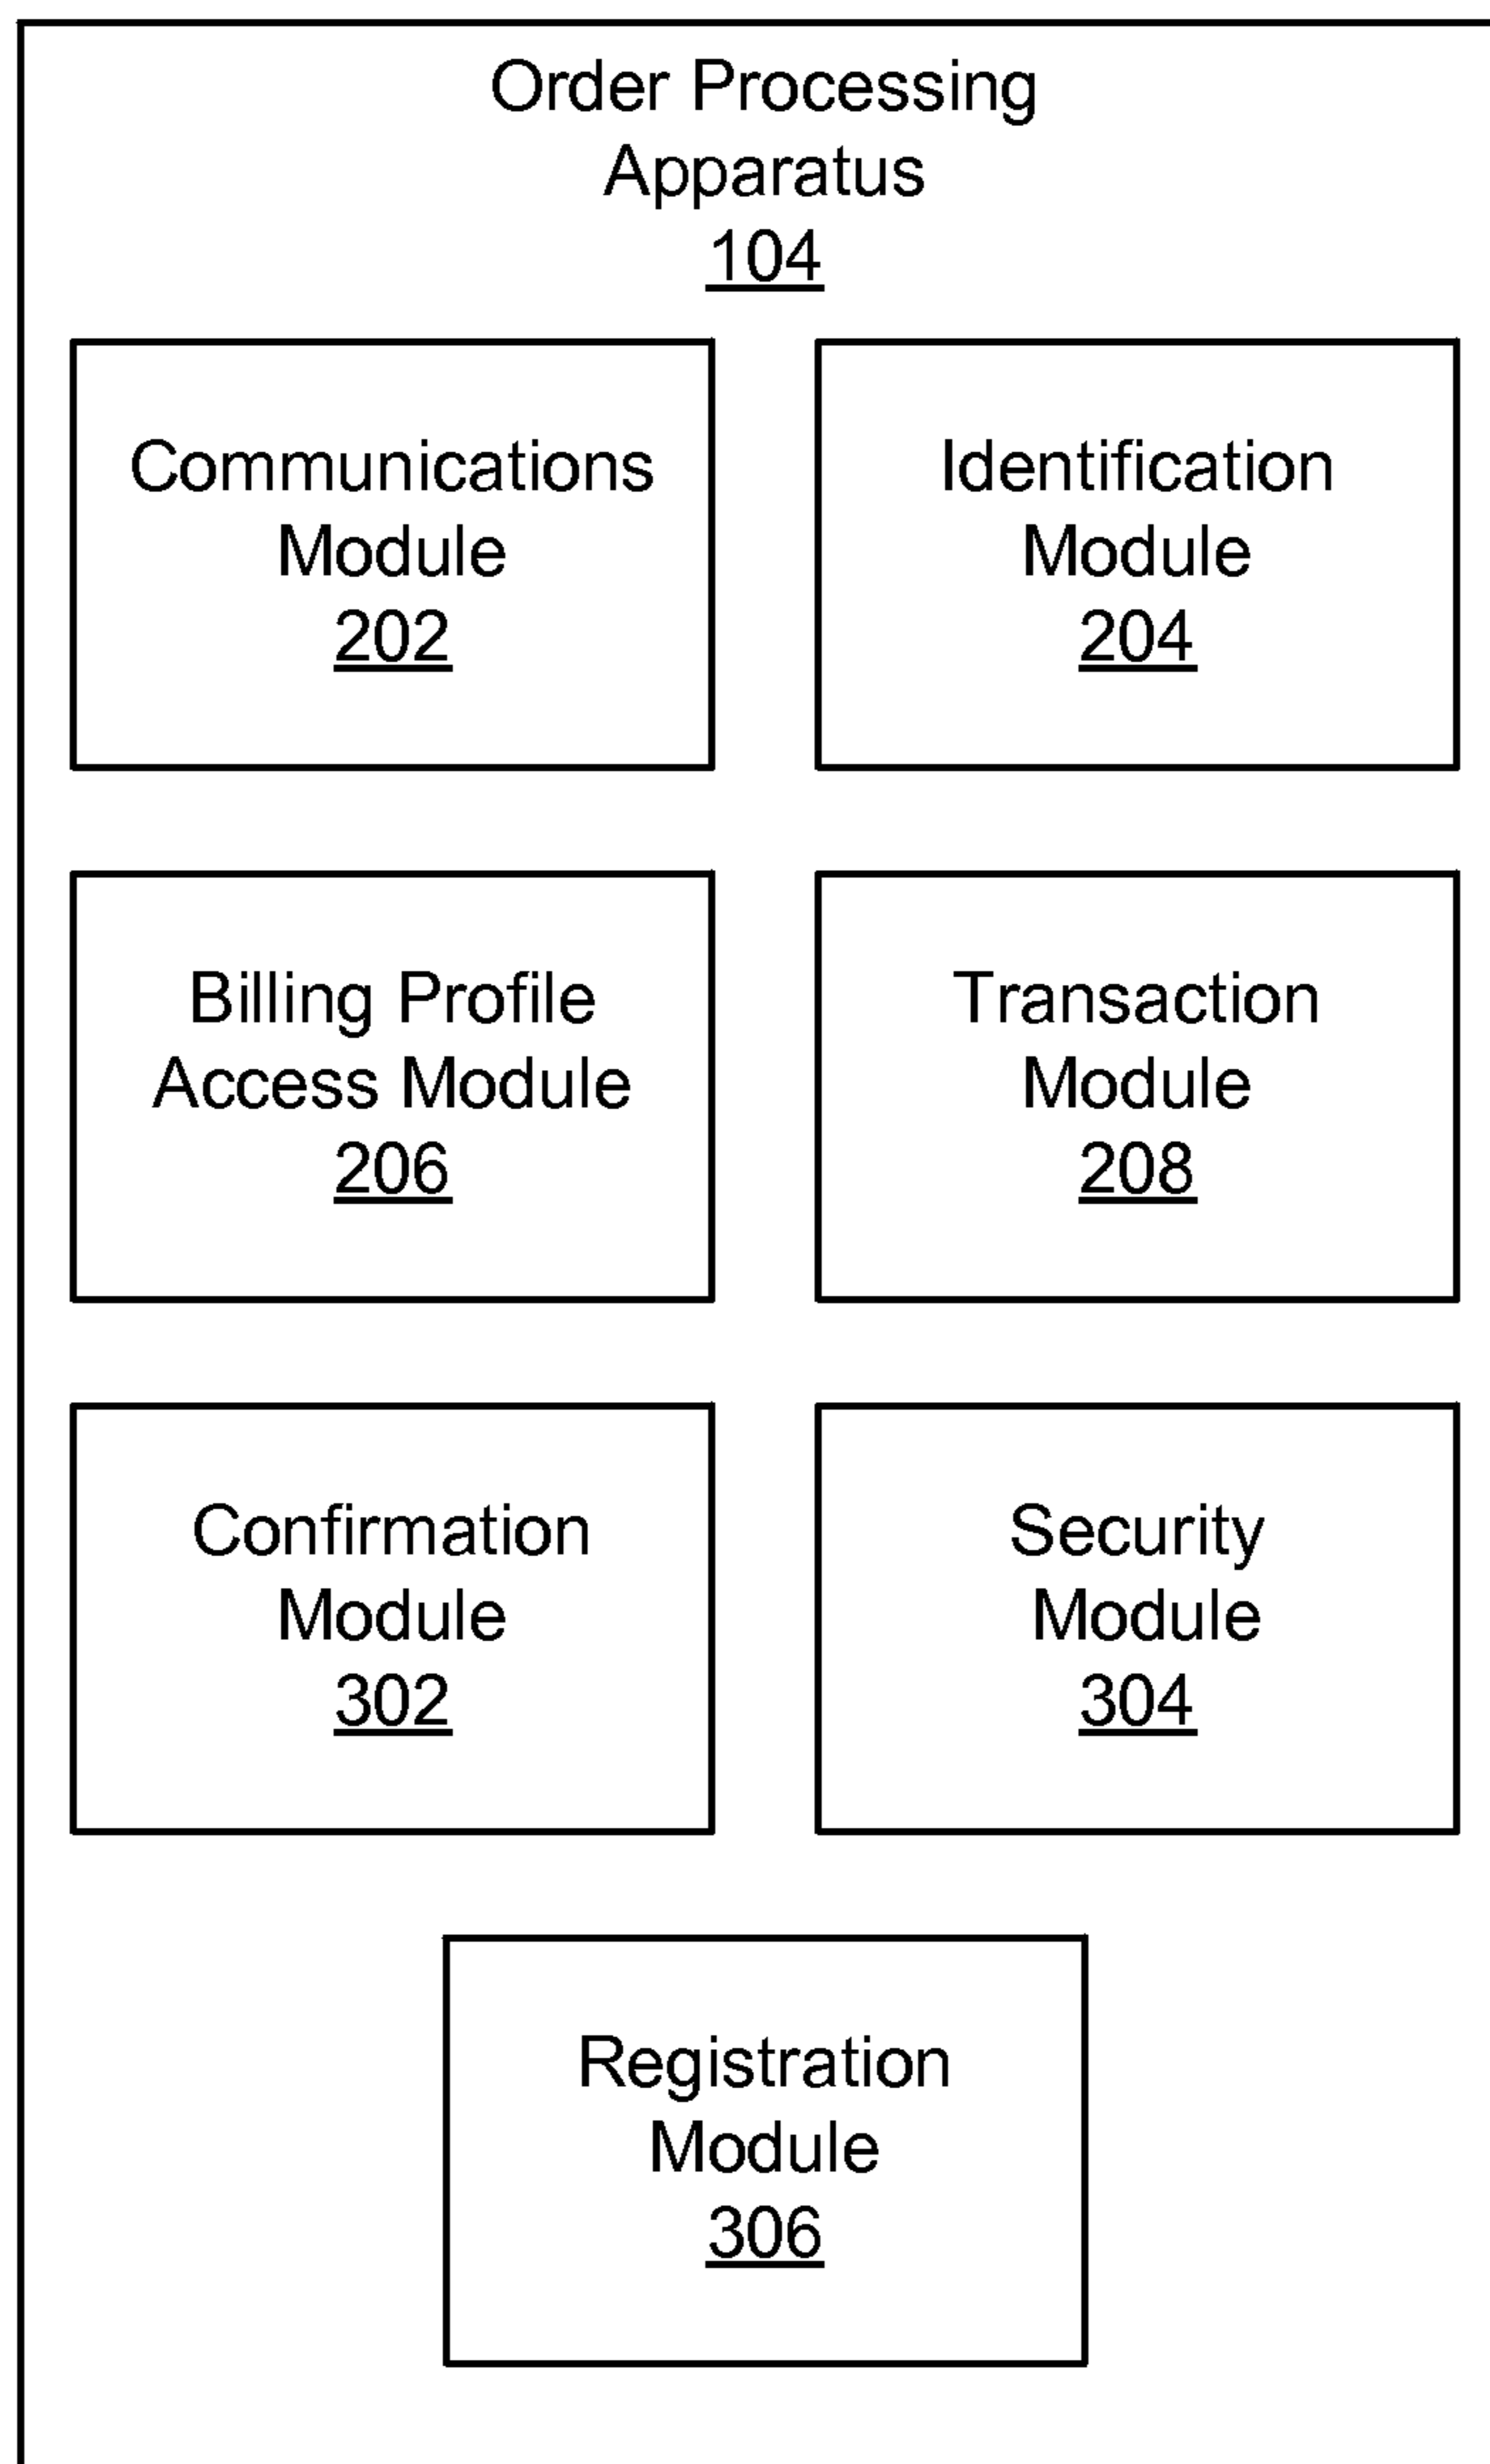 Order Processing
Apparatus
104
Communications
Module
202
Identification
Module
204
Billing Profile
Access Module
206
Transaction
Module
208
Confirmation
Module
302
Security
Module
304
Registration
Module
306